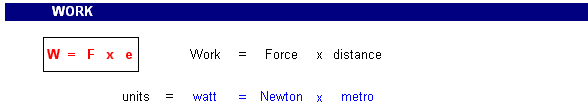 WORK
W = F x e Work = Force x distance
units = watt = Newton x metro